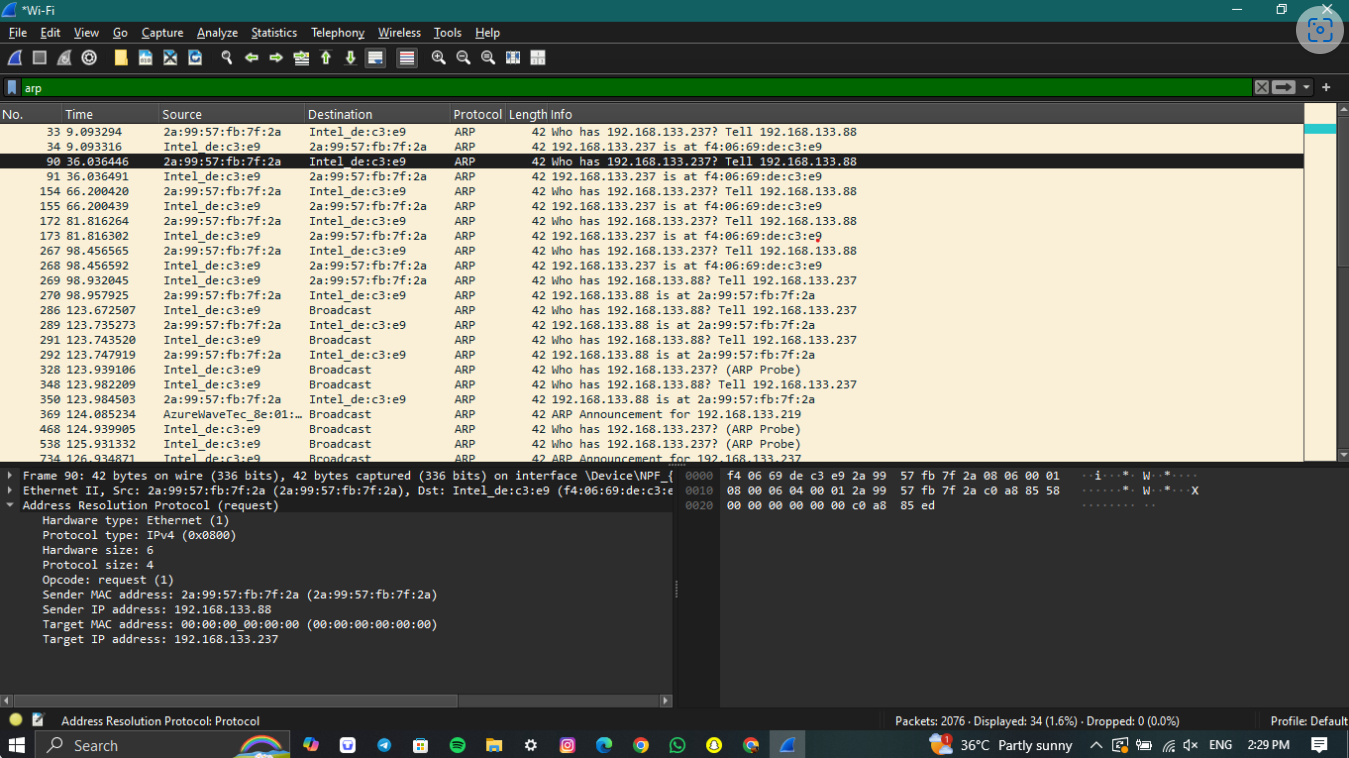 *Wi-Fi
File Edit View Go Capture Analyze Statistics Telephony Wireless Tools Help
arp
No. Time Source Destination Protocol Length Info
33 9.093294 2a:99:57:fb:7f:2a Intel_de:c3:e9 ARP 42 Who has 192.168.133.237? Tell 192.168.133.88
34 9.093316 Intel_de:c3:e9 2a:99:57:fb:7f:2a ARP 42 192.168.133.237 is at f4:06:69:de:c3:e9
90 36.036446 2a:99:57:fb:7f:2a Intel_de:c3:e9 ARP 42 Who has 192.168.133.237? Tell 192.168.133.88
91 36.036491 Intel_de:c3:e9 2a:99:57:fb:7f:2a ARP 42 192.168.133.237 is at f4:06:69:de:c3:e9
154 66.200420 2a:99:57:fb:7f:2a Intel_de:c3:e9 ARP 42 Who has 192.168.133.237? Tell 192.168.133.88
155 66.200439 Intel_de:c3:e9 2a:99:57:fb:7f:2a ARP 42 192.168.133.237 is at f4:06:69:de:c3:e9
172 81.816264 2a:99:57:fb:7f:2a Intel_de:c3:e9 ARP 42 Who has 192.168.133.237? Tell 192.168.133.88
173 81.816302 Intel_de:c3:e9 2a:99:57:fb:7f:2a ARP 42 192.168.133.237 is at f4:06:69:de:c3:e9
267 98.456565 2a:99:57:fb:7f:2a Intel_de:c3:e9 ARP 42 Who has 192.168.133.237? Tell 192.168.133.88
268 98.456592 Intel_de:c3:e9 2a:99:57:fb:7f:2a ARP 42 192.168.133.237 is at f4:06:69:de:c3:e9
269 98.932045 Intel_de:c3:e9 2a:99:57:fb:7f:2a ARP 42 Who has 192.168.133.88? Tell 192.168.133.237
270 98.957925 2a:99:57:fb:7f:2a Intel_de:c3:e9 ARP 42 192.168.133.88 is at 2a:99:57:fb:7f:2a
286 123.672507 Intel_de:c3:e9 Broadcast ARP 42 Who has 192.168.133.88? Tell 192.168.133.237
289 123.735273 2a:99:57:fb:7f:2a Intel_de:c3:e9 ARP 42 192.168.133.88 is at 2a:99:57:fb:7f:2a
291 123.743520 Intel_de:c3:e9 Broadcast ARP 42 Who has 192.168.133.88? Tell 192.168.133.237
292 123.747919 2a:99:57:fb:7f:2a Intel_de:c3:e9 ARP 42 192.168.133.88 is at 2a:99:57:fb:7f:2a
328 123.939106 Intel_de:c3:e9 Broadcast ARP 42 Who has 192.168.133.237? (ARP Probe)
348 123.982209 Intel_de:c3:e9 Broadcast ARP 42 Who has 192.168.133.88? Tell 192.168.133.237
350 123.984503 2a:99:57:fb:7f:2a Intel_de:c3:e9 ARP 42 192.168.133.88 is at 2a:99:57:fb:7f:2a
369 124.085234 AzureWaveTec_8e:01:… Broadcast ARP 42 ARP Announcement for 192.168.133.219
468 124.939905 Intel_de:c3:e9 Broadcast ARP 42 Who has 192.168.133.237? (ARP Probe)
538 125.931332 Intel_de:c3:e9 Broadcast ARP 42 Who has 192.168.133.237? (ARP Probe)
734 126.934871 Intel_de:c3:e9 Broadcast ARP 42 ARP Announcement for 192.168.133.237
Frame 90: 42 bytes on wire (336 bits), 42 bytes captured (336 bits) on interface \Device\NPF_{
Ethernet II, Src: 2a:99:57:fb:7f:2a (2a:99:57:fb:7f:2a), Dst: Intel_de:c3:e9 (f4:06:69:de:c3:e
Address Resolution Protocol (request)
Hardware type: Ethernet (1)
Protocol type: IPv4 (0x0800)
Hardware size: 6
Protocol size: 4
Opcode: request (1)
Sender MAC address: 2a:99:57:fb:7f:2a (2a:99:57:fb:7f:2a)
Sender IP address: 192.168.133.88
Target MAC address: 00:00:00_00:00:00 (00:00:00:00:00:00)
Target IP address: 192.168.133.237
0000 f4 06 69 de c3 e9 2a 99 57 fb 7f 2a 08 06 00 01 ··i···*· W··*····
0010 08 00 06 04 00 01 2a 99 57 fb 7f 2a c0 a8 85 58 ······*· W··*···X
0020 00 00 00 00 00 00 c0 a8 85 ed ········ ··
Address Resolution Protocol: Protocol
Packets: 2076 · Displayed: 34 (1.6%) · Dropped: 0 (0.0%)
Profile: Default
Search
1
36°C Partly sunny
ENG
2:29 PM